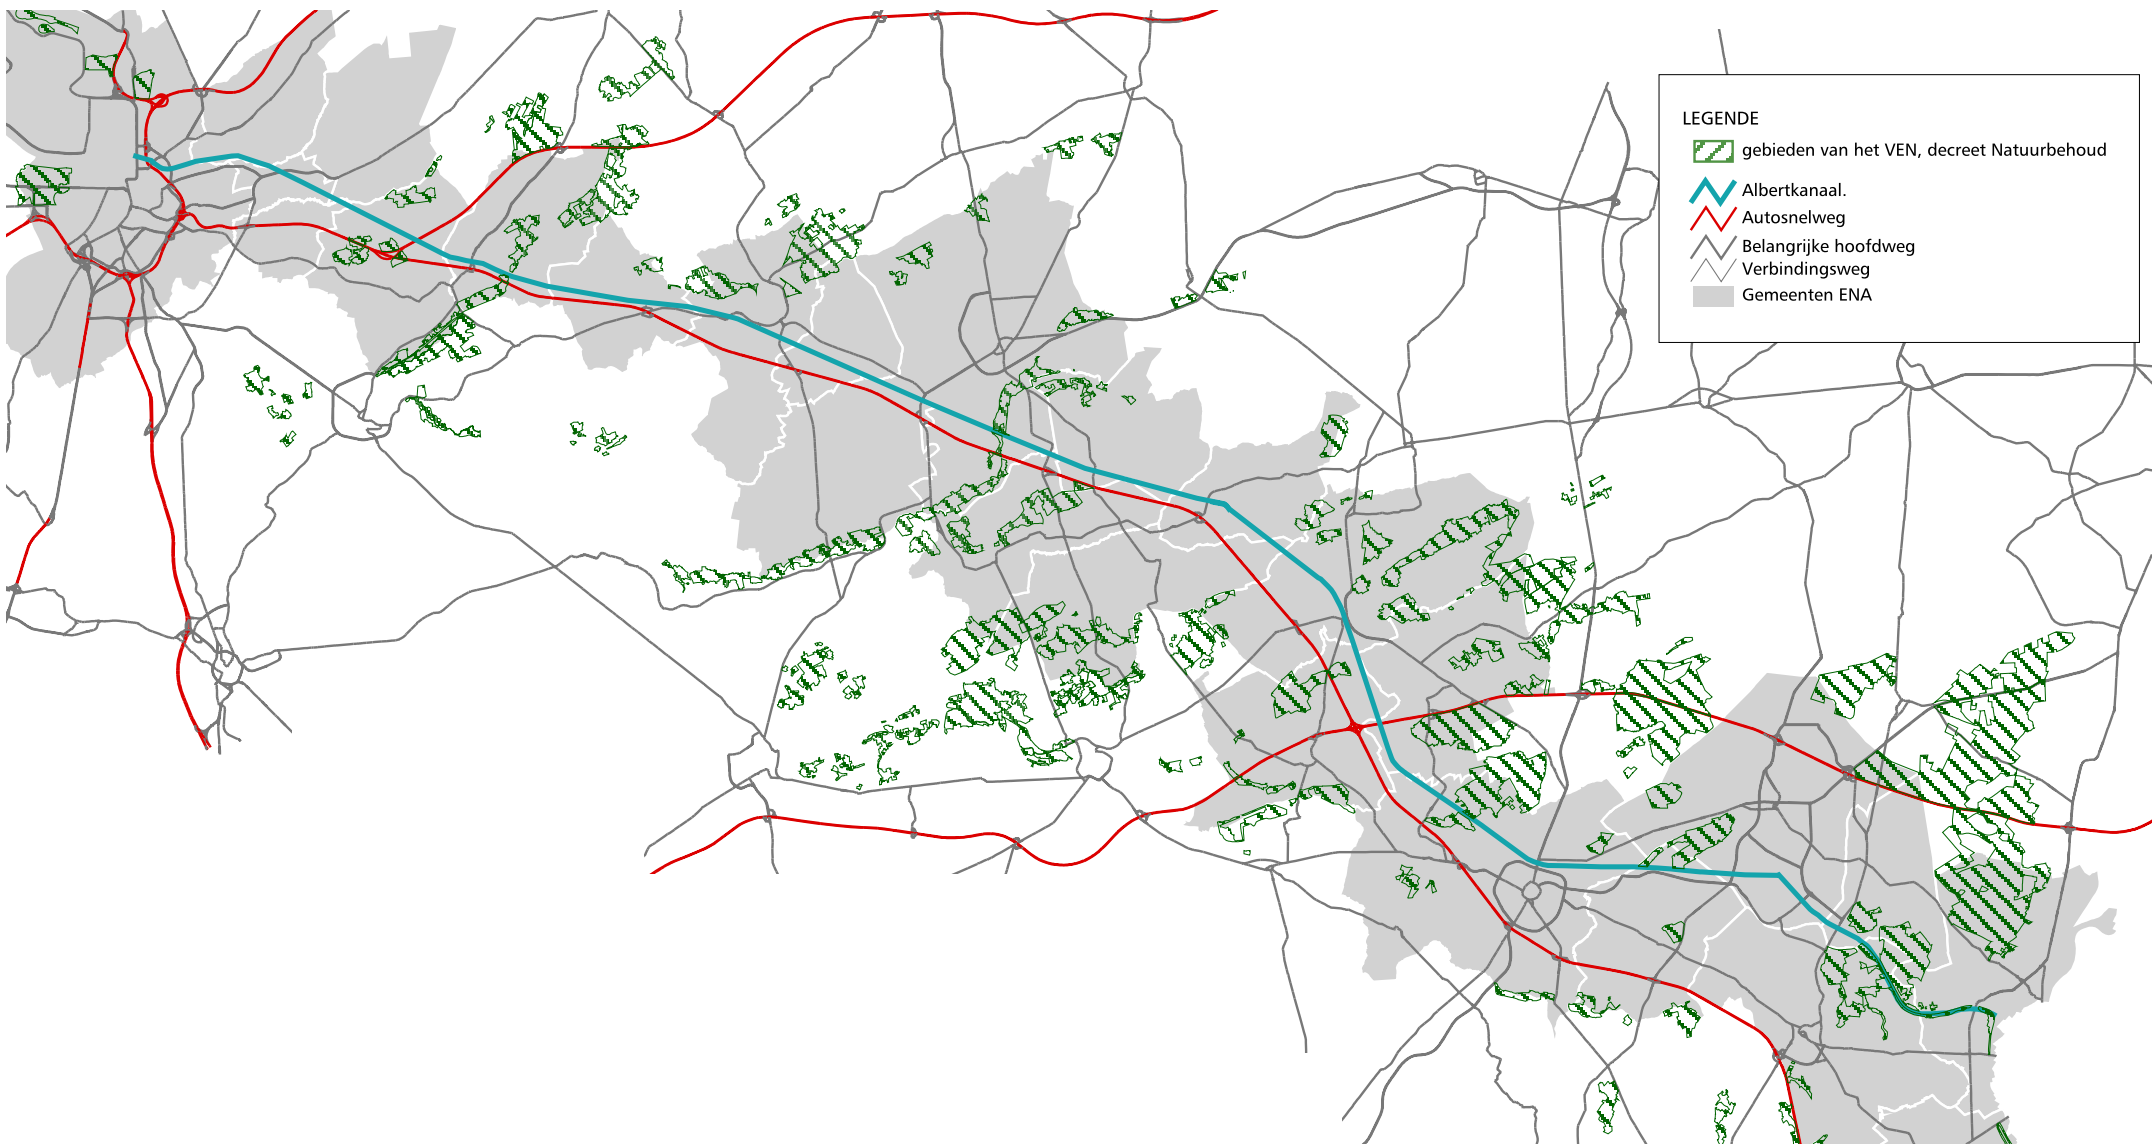 LEGENDE
gebieden van het VEN, decreet Natuurbehoud
Albertkanaal.
Autosnelweg
Belangrijke hoofdweg
Verbindingsweg
Gemeenten ENA